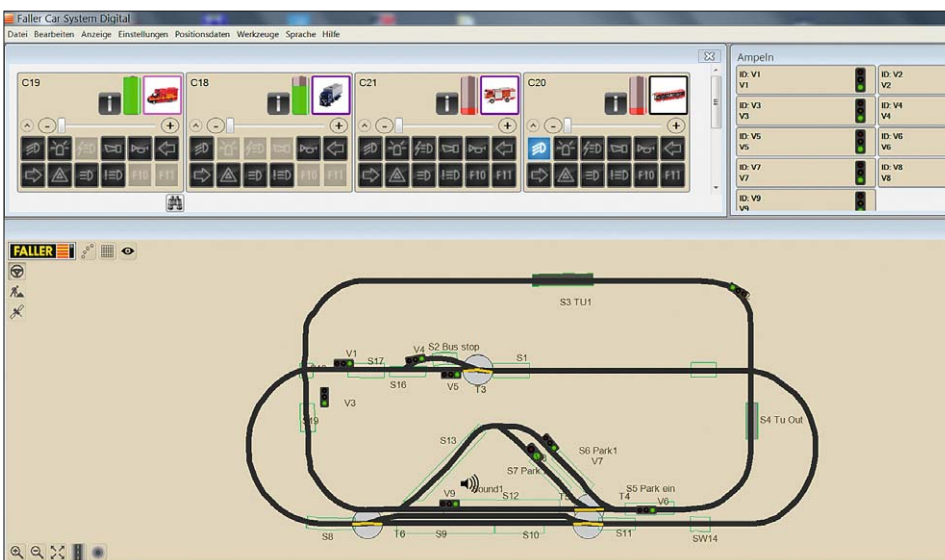 Faller Car System Digital
Datei Bearbeiten Anzeige Einstellungen Positionsdaten Werkzeuge Sprache Hilfe
Ampeln
C19
C18
C21
C20
F10 F11
F10 F11
F10 F11
F10 F11
ID: V1
V1
ID: V2
V2
ID: V3
V3
ID: V4
V4
ID: V5
V5
ID: V6
V6
ID: V7
V7
ID: V8
V8
ID: V9
V9
FALLER
S3 TU1
V1
S17
V4
S2 Bus stop
S1
S16
V5
T3
V3
S19
S4 Tu Out
S13
S6 Park1
V7
S7 Park
Sound1
V9
S12
T5
T4
S5 Park ein
V6
S8
T6
S9
S10
S11
SW14